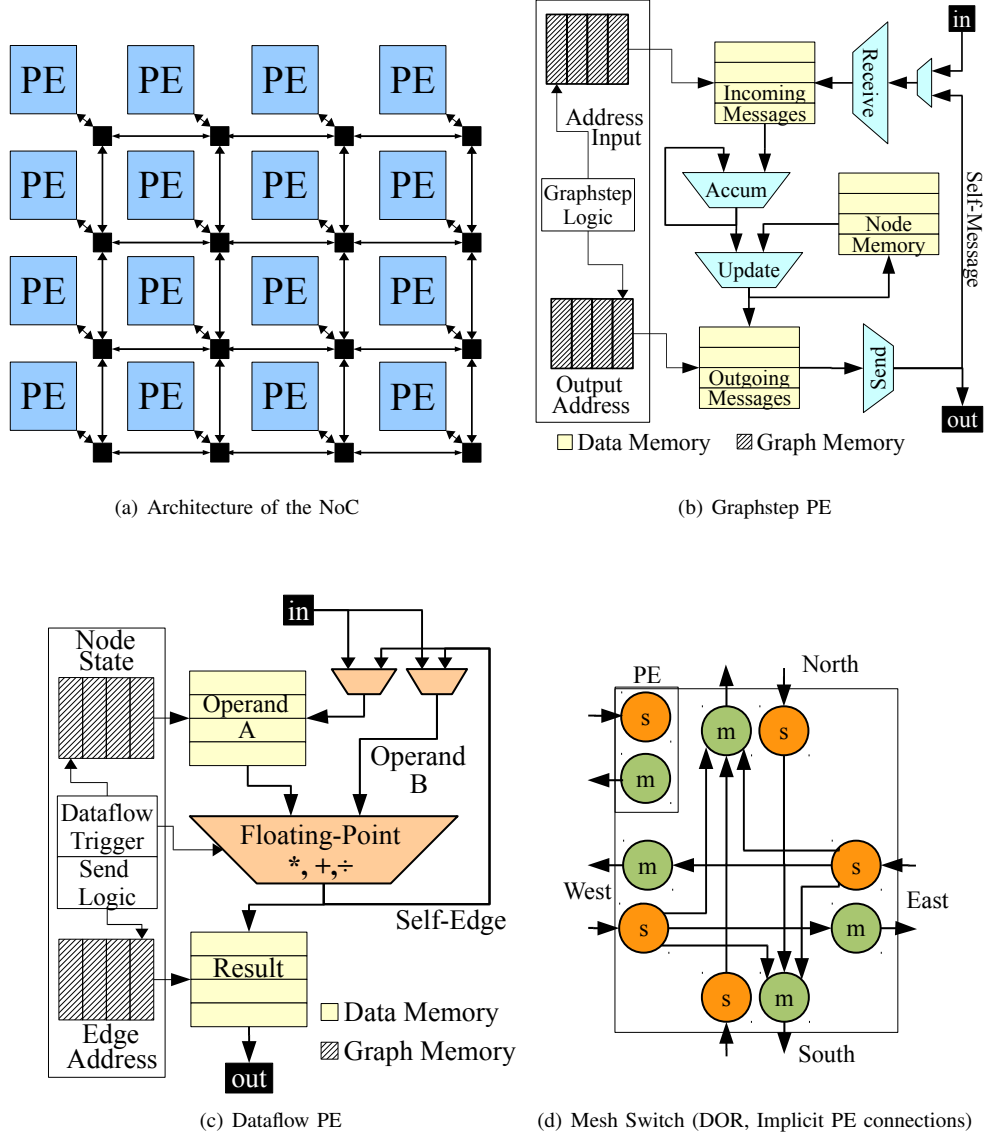 PE PE PE PE
PE PE PE PE
PE PE PE PE
PE PE PE PE
(a) Architecture of the NoC
in
Receive
Incoming
Messages
Address
Input
Accum
Graphstep
Logic
Node
Memory
Self-Message
Update
Outgoing
Messages
Send
Output
Address
out
Data Memory
Graph Memory
(b) Graphstep PE
in
Node
State
Operand
A
Operand
B
Dataflow
Trigger
Send
Logic
Floating-Point
*, +,÷
Self-Edge
Result
Edge
Address
Data Memory
Graph Memory
out
(c) Dataflow PE
North
PE
s
m
m
s
m
s
West
East
s
m
s
m
South
(d) Mesh Switch (DOR, Implicit PE connections)